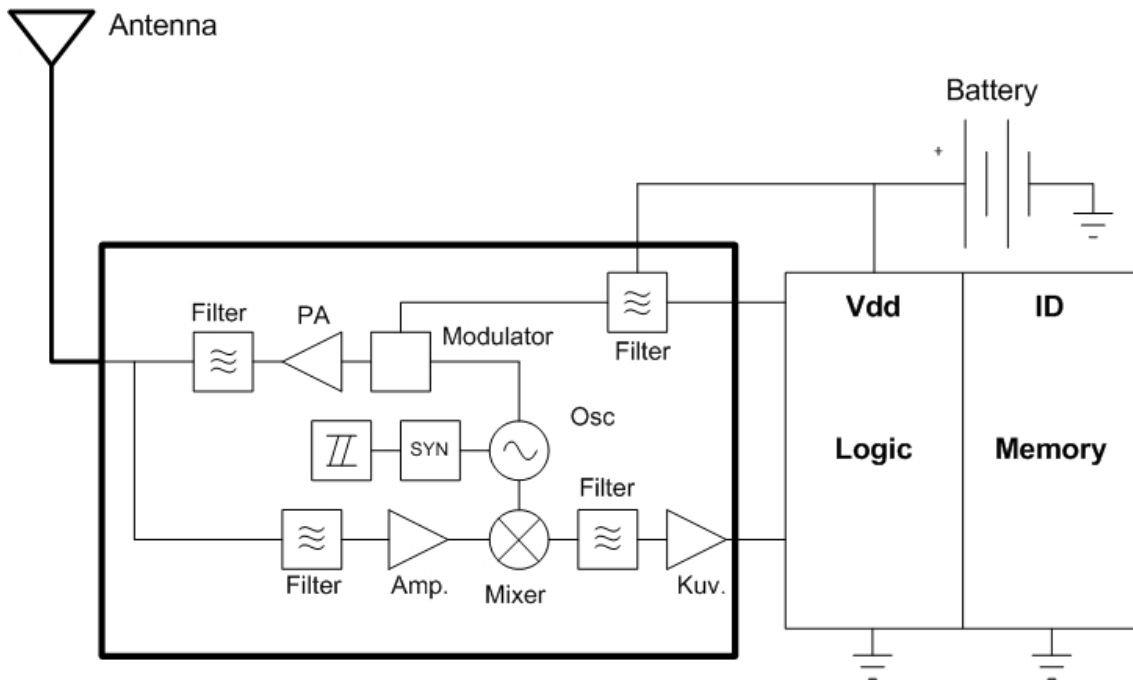 Antenna
Battery
+
Filter
PA
Modulator
Filter
Vdd
ID
Osc
SYN
Logic
Memory
Filter
Filter
Amp.
Mixer
Kuv.